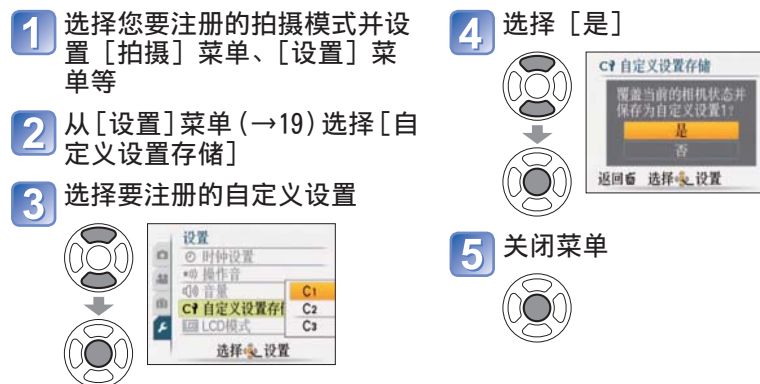 1 选择您要注册的拍摄模式并设
置［拍摄］菜单、［设置］菜
单等
2 从［设置］菜单（→19）选择［自
定义设置存储］
3 选择要注册的自定义设置
设置
时钟设置
操作音
音量
自定义设置存储
LCD模式
C1
C2
C3
选择 设置
4 选择［是］
自定义设置存储
覆盖当前的相机状态并
保存为自定义设置1?
是
否
返回 选择 设置
5 关闭菜单